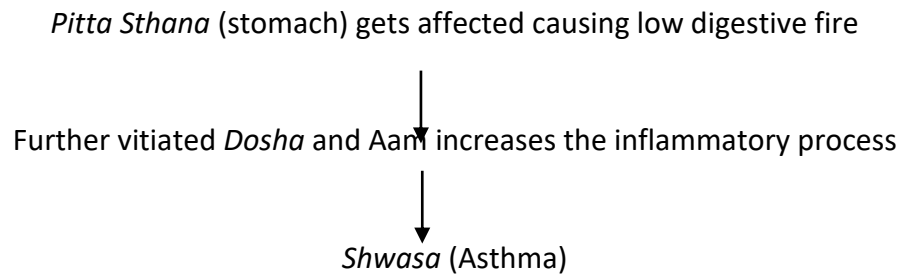 Pitta Sthana (stomach) gets affected causing low digestive fire
Further vitiated Dosha and Aam increases the inflammatory process
Shwasa (Asthma)